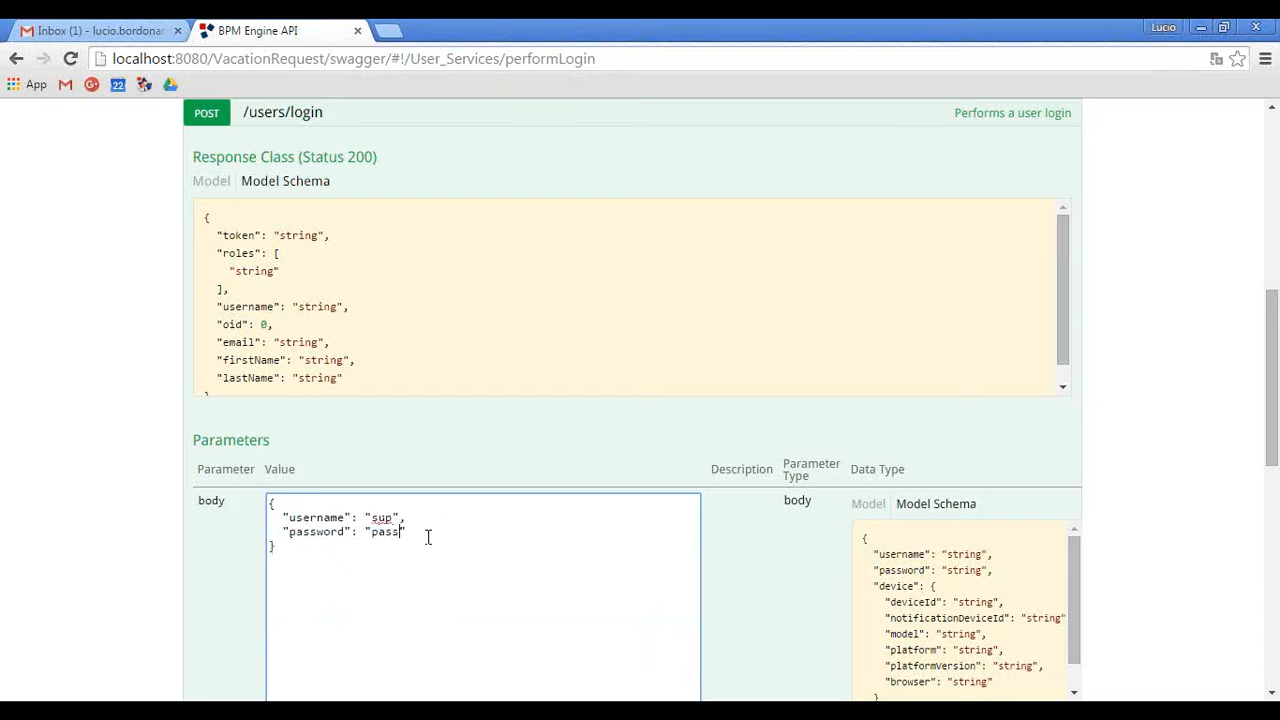 Inbox (1) - lucio.bordonar
BPM Engine API
Lucio
localhost:8080/VacationRequest/swagger/#!/User_Services/performLogin
App
22
POST /users/login Performs a user login
Response Class (Status 200)
Model Model Schema
{
"token": "string",
"roles": [
"string"
],
"username": "string",
"oid": 0,
"email": "string",
"firstName": "string",
"lastName": "string"
}
Parameters
Parameter Value Description Parameter Type Data Type
body
{
"username": "sup",
"password": "pass"
}
body
Model Model Schema
{
"username": "string",
"password": "string",
"device": {
"deviceId": "string",
"notificationDeviceId": "string"
"model": "string",
"platform": "string",
"platformVersion": "string",
"browser": "string"
}